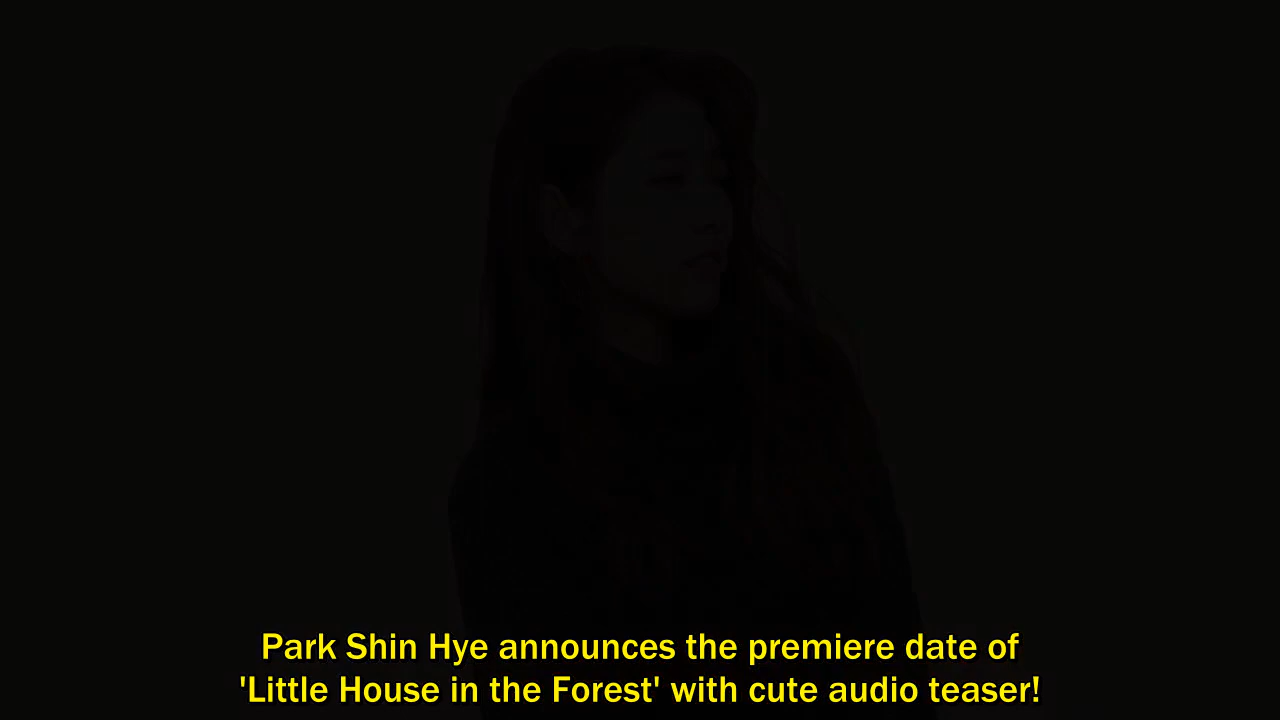 Park Shin Hye announces the premiere date of
'Little House in the Forest' with cute audio teaser!